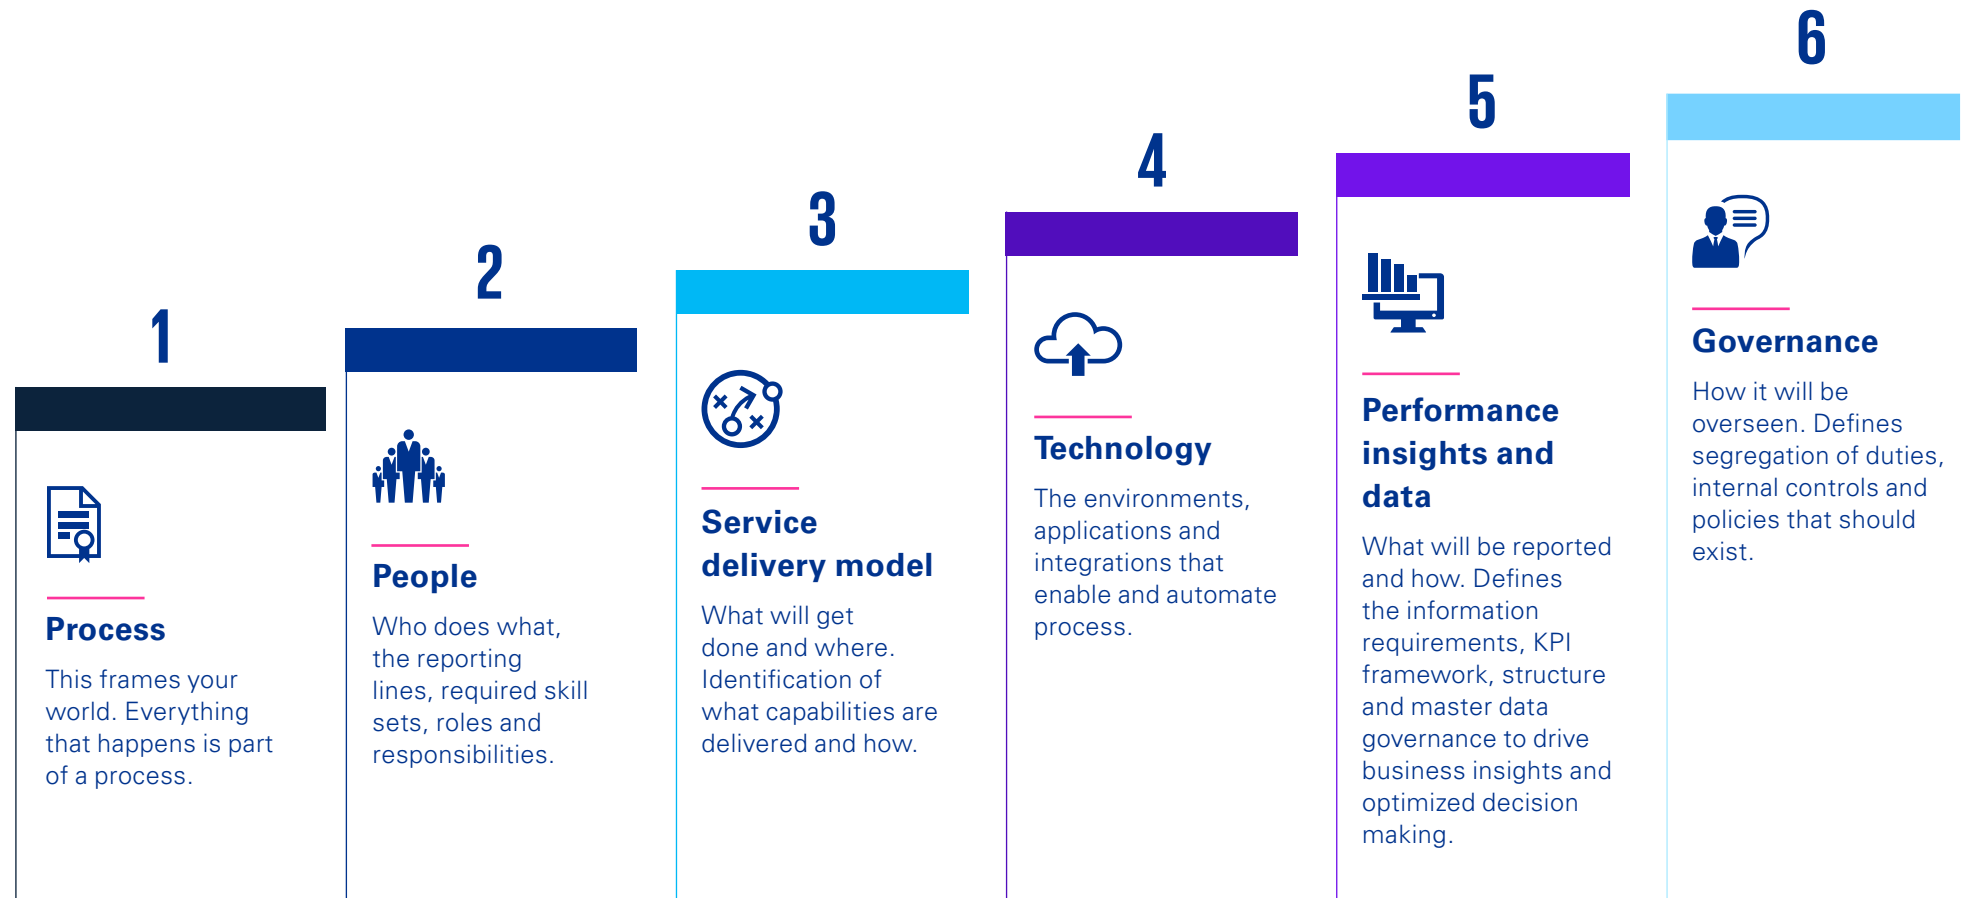 1
Process
This frames your
world. Everything
that happens is part
of a process.
2
People
Who does what,
the reporting
lines, required skill
sets, roles and
responsibilities.
3
Service
delivery model
What will get
done and where.
Identification of
what capabilities are
delivered and how.
4
Technology
The environments,
applications and
integrations that
enable and automate
process.
5
Performance
insights and
data
What will be reported
and how. Defines
the information
requirements, KPI
framework, structure
and master data
governance to drive
business insights and
optimized decision
making.
6
Governance
How it will be
overseen. Defines
segregation of duties,
internal controls and
policies that should
exist.